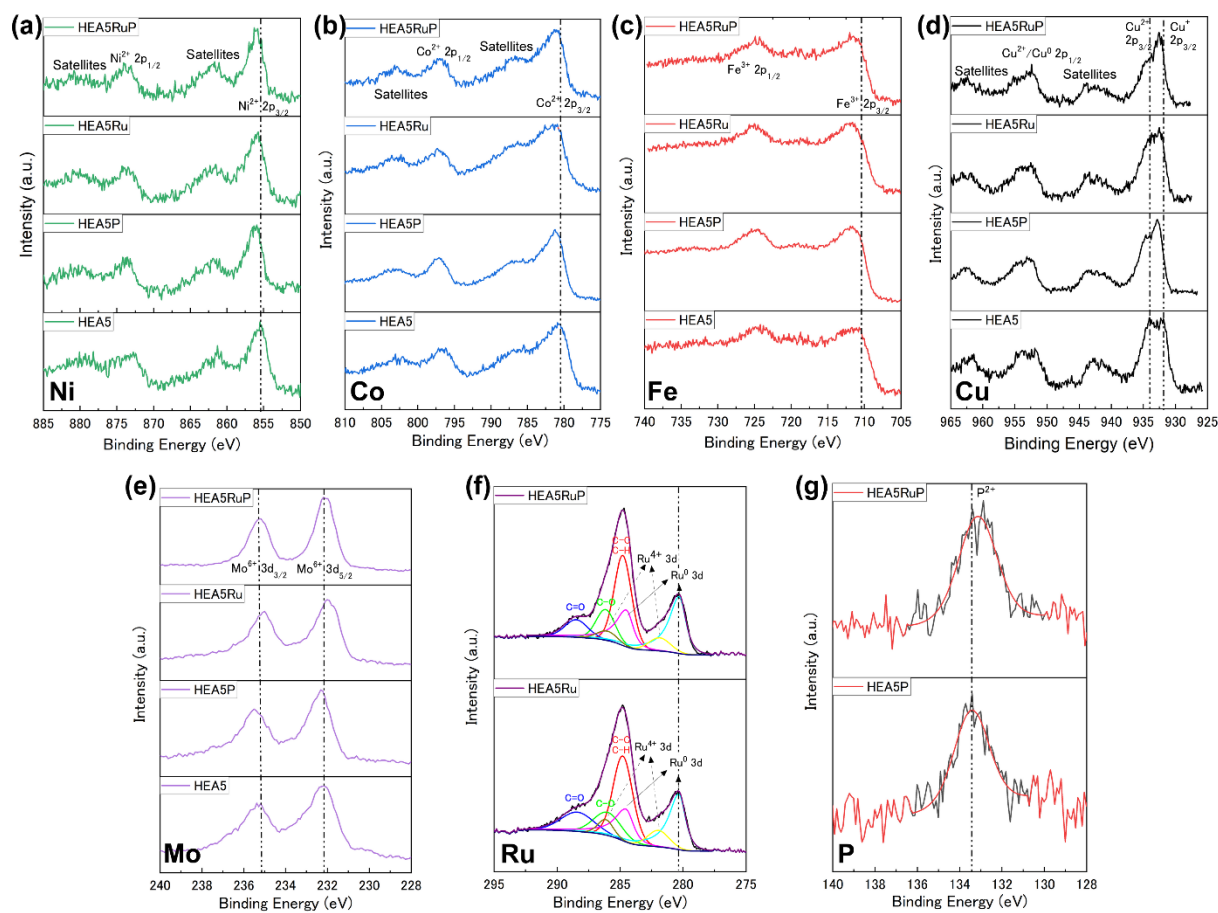 (a)
HEA5RuP
Satellites
Ni²⁺ 2p₁/₂
Satellites
Ni²⁺ 2p₃/₂
HEA5Ru
HEA5P
HEA5
Ni
Intensity (a.u.)
885 880 875 870 865 860 855 850
Binding Energy (eV)
(b)
HEA5RuP
Co²⁺ 2p₁/₂
Satellites
Satellites
Co²⁺ 2p₃/₂
HEA5Ru
HEA5P
HEA5
Co
Intensity (a.u.)
810 805 800 795 790 785 780 775
Binding Energy (eV)
(c)
HEA5RuP
Fe³⁺ 2p₁/₂
Fe³⁺ 2p₃/₂
HEA5Ru
HEA5P
HEA5
Fe
Intensity (a.u.)
740 735 730 725 720 715 710 705
Binding Energy (eV)
(d)
HEA5RuP
Cu²⁺
2p₃/₂
Cu⁺
2p₃/₂
Cu²⁺/Cu⁰ 2p₁/₂
Satellites
Satellites
HEA5Ru
HEA5P
HEA5
Cu
Intensity (a.u.)
965 960 955 950 945 940 935 930 925
Binding Energy (eV)
(e)
HEA5RuP
Mo⁶⁺ 3d₃/₂
Mo⁶⁺ 3d₅/₂
HEA5Ru
HEA5P
HEA5
Mo
Intensity (a.u.)
240 238 236 234 232 230 228
Binding Energy (eV)
(f)
HEA5RuP
C-C
C-H
Ru⁴⁺ 3d
Ru⁰ 3d
C=O
C-O
HEA5Ru
C-C
C-H
Ru⁴⁺ 3d
Ru⁰ 3d
C=O
C-O
Ru
Intensity (a.u.)
295 290 285 280 275
Binding Energy (eV)
(g)
HEA5RuP
P²⁺
HEA5P
P
Intensity (a.u.)
140 138 136 134 132 130 128
Binding Energy (eV)